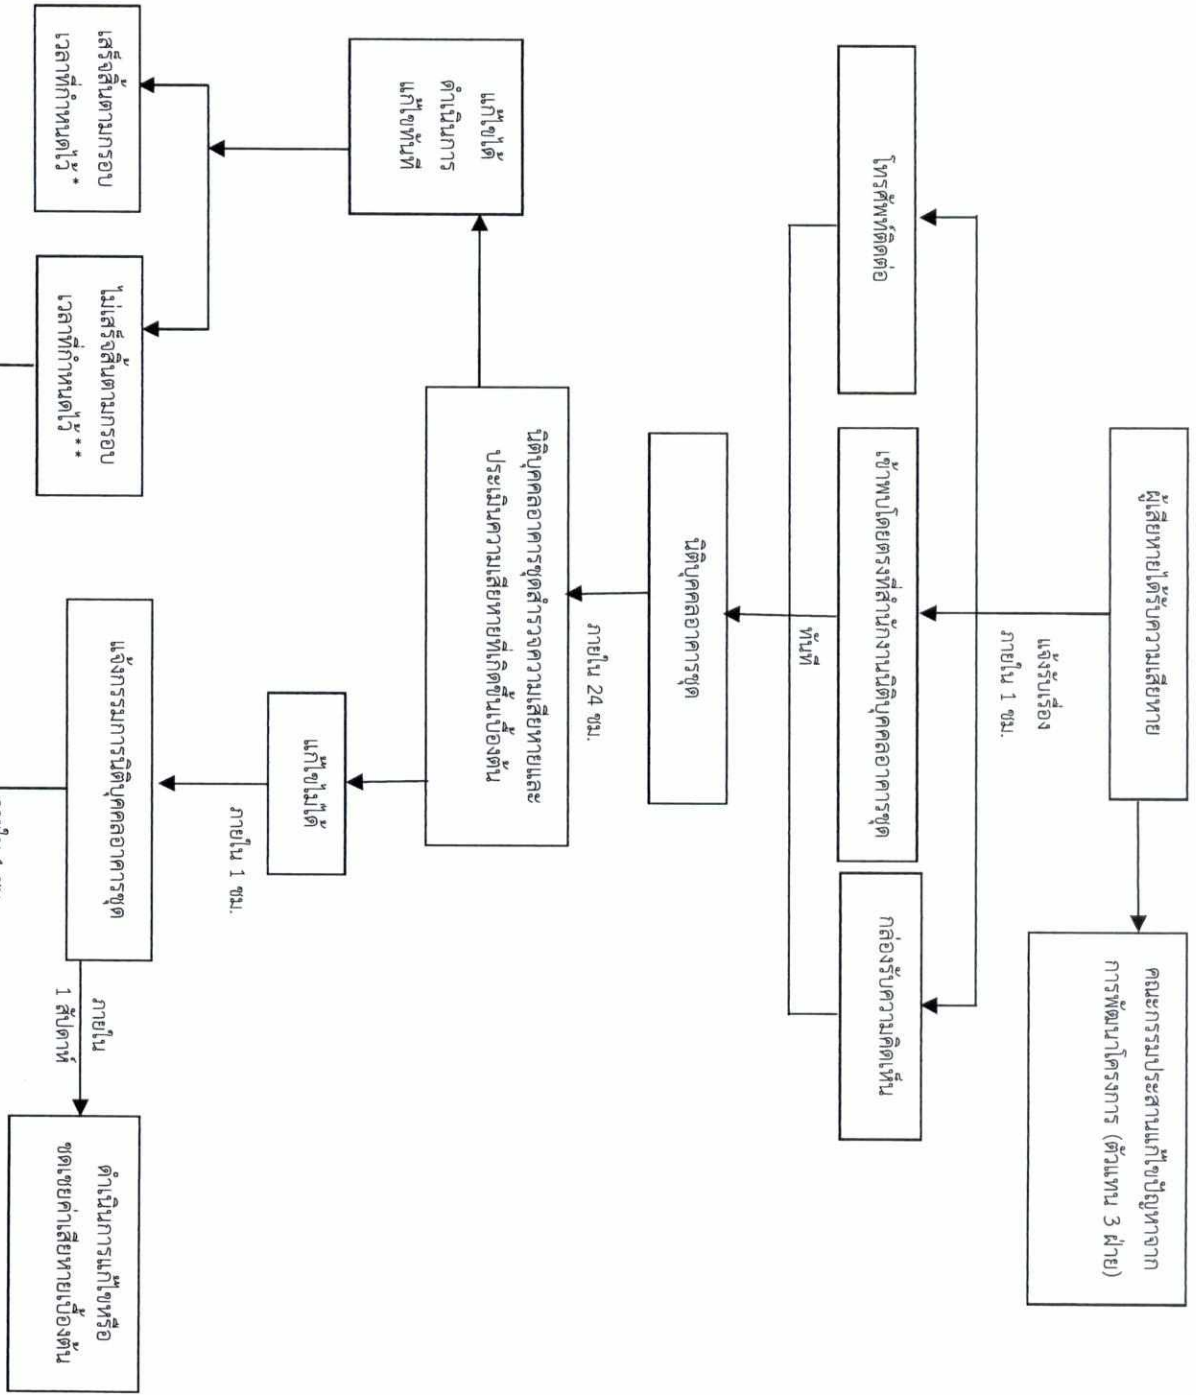 ผู้เสียหายได้รับความเสียหาย
คณะกรรมประสานแก้ไขปัญหาจาก
การพัฒนาโครงการ (ตัวแทน 3 ฝ่าย)
แจ้งรับเรื่อง
ภายใน 1 ชม.
โทรศัพท์ติดต่อ
เข้าพบโดยตรงที่สำนักงานนิติบุคคลอาคารชุด
กล่องรับความคิดเห็น
ทันที
นิติบุคคลอาคารชุด
ภายใน 24 ชม.
นิติบุคคลอาคารชุดสำรวจความเสียหายและ
ประเมินความเสียหายที่เกิดขึ้นเบื้องต้น
แก้ไขได้
ดำเนินการ
แก้ไขทันที
แก้ไขไม่ได้
ภายใน 1 ชม.
เสร็จสิ้นตามกรอบ
เวลาที่กำหนดไว้*
ไม่เสร็จสิ้นตามกรอบ
เวลาที่กำหนดไว้**
แจ้งกรรมการนิติบุคคลอาคารชุด
ภายใน
1 สัปดาห์
ดำเนินการแก้ไขหรือ
ชดเชยค่าเสียหายเบื้องต้น